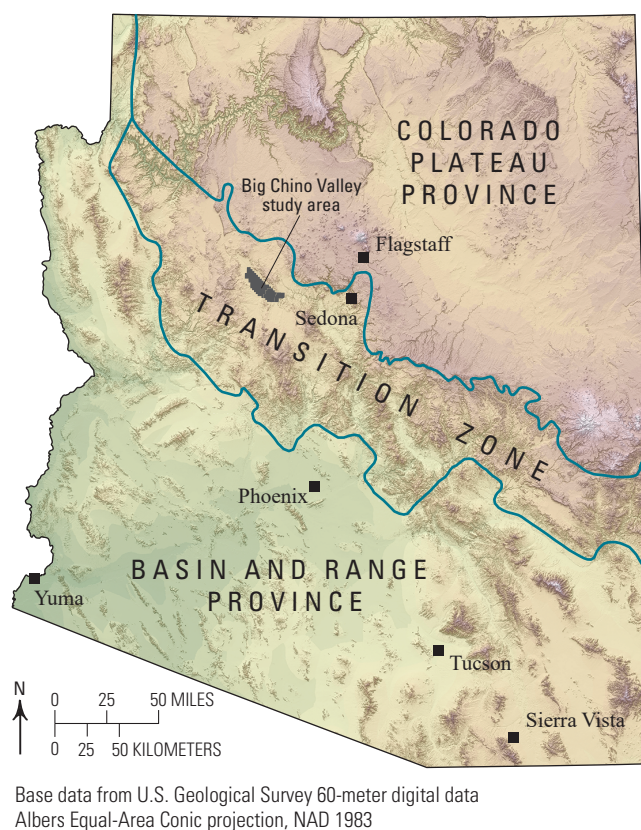 COLORADO
PLATEAU
PROVINCE
Big Chino Valley
study area
Flagstaff
Sedona
TRANSITION ZONE
Phoenix
BASIN AND RANGE
PROVINCE
Yuma
Tucson
Sierra Vista
N
0 25 50 MILES
0 25 50 KILOMETERS
Base data from U.S. Geological Survey 60-meter digital data
Albers Equal-Area Conic projection, NAD 1983